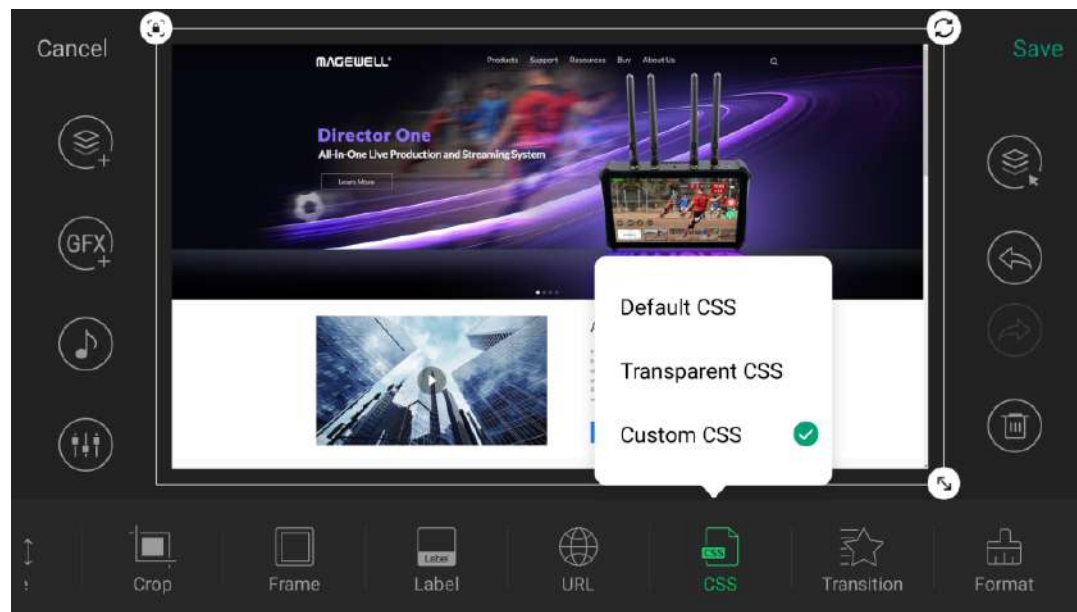 Cancel
Save
MAGEWELL®
Products Support Resources Buy About Us
Director One
All-in-One Live Production and Streaming System
Learn More
GFX
Default CSS
Transparent CSS
Custom CSS
Label
CSS
Crop
Frame
Label
URL
CSS
Transition
Format